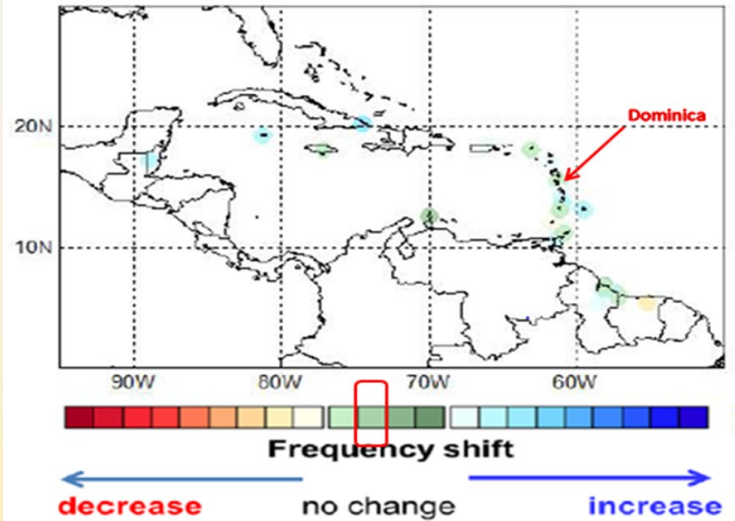 20N
Dominica
10N
90W 80W 70W 60W
Frequency shift
decrease no change increase